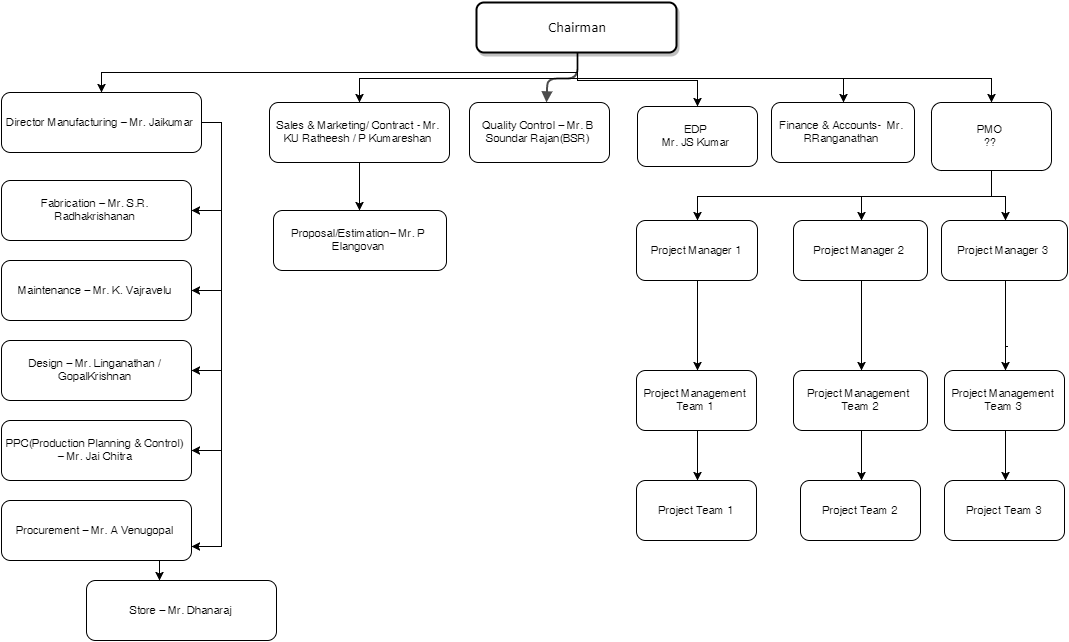 Chairman
Director Manufacturing – Mr. Jaikumar
Sales & Marketing/ Contract - Mr.
KU Ratheesh / P Kumareshan
Quality Control – Mr. B
Soundar Rajan(BSR)
EDP
Mr. JS Kumar
Finance & Accounts- Mr.
RRanganathan
PMO
??
Fabrication – Mr. S.R.
Radhakrishanan
Proposal/Estimation– Mr. P
Elangovan
Project Manager 1
Project Manager 2
Project Manager 3
Maintenance – Mr. K. Vajravelu
Design – Mr. Linganathan /
GopalKrishnan
Project Management
Team 1
Project Management
Team 2
Project Management
Team 3
PPC(Production Planning & Control)
– Mr. Jai Chitra
Procurement – Mr. A Venugopal
Project Team 1
Project Team 2
Project Team 3
Store – Mr. Dhanaraj